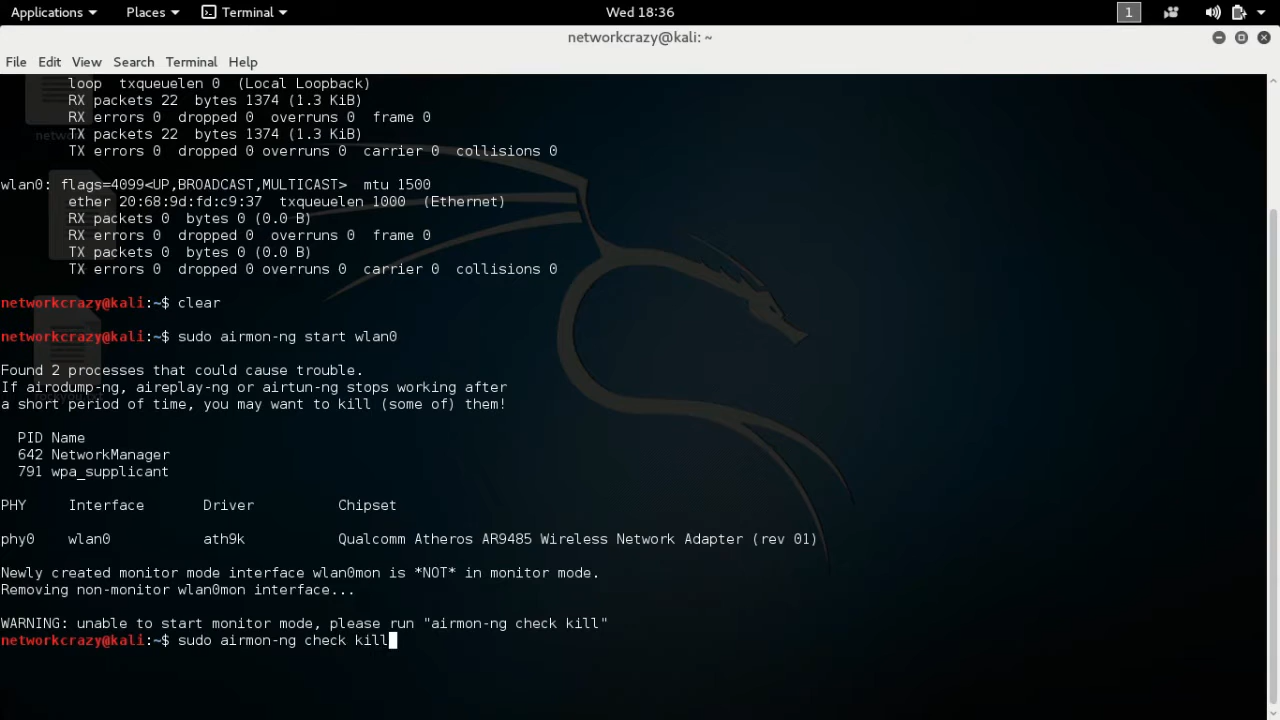 Applications Places Terminal Wed 18:36 1
networkcrazy@kali: ~
File Edit View Search Terminal Help
loop txqueuelen 0 (Local Loopback)
RX packets 22 bytes 1374 (1.3 KiB)
RX errors 0 dropped 0 overruns 0 frame 0
TX packets 22 bytes 1374 (1.3 KiB)
TX errors 0 dropped 0 overruns 0 carrier 0 collisions 0
wlan0: flags=4099<UP,BROADCAST,MULTICAST> mtu 1500
ether 20:68:9d:fd:c9:37 txqueuelen 1000 (Ethernet)
RX packets 0 bytes 0 (0.0 B)
RX errors 0 dropped 0 overruns 0 frame 0
TX packets 0 bytes 0 (0.0 B)
TX errors 0 dropped 0 overruns 0 carrier 0 collisions 0
networkcrazy@kali:~$ clear
networkcrazy@kali:~$ sudo airmon-ng start wlan0
Found 2 processes that could cause trouble.
If airodump-ng, aireplay-ng or airtun-ng stops working after
a short period of time, you may want to kill (some of) them!
PID Name
642 NetworkManager
791 wpa_supplicant
PHY Interface Driver Chipset
phy0 wlan0 ath9k Qualcomm Atheros AR9485 Wireless Network Adapter (rev 01)
Newly created monitor mode interface wlan0mon is *NOT* in monitor mode.
Removing non-monitor wlan0mon interface...
WARNING: unable to start monitor mode, please run "airmon-ng check kill"
networkcrazy@kali:~$ sudo airmon-ng check kill